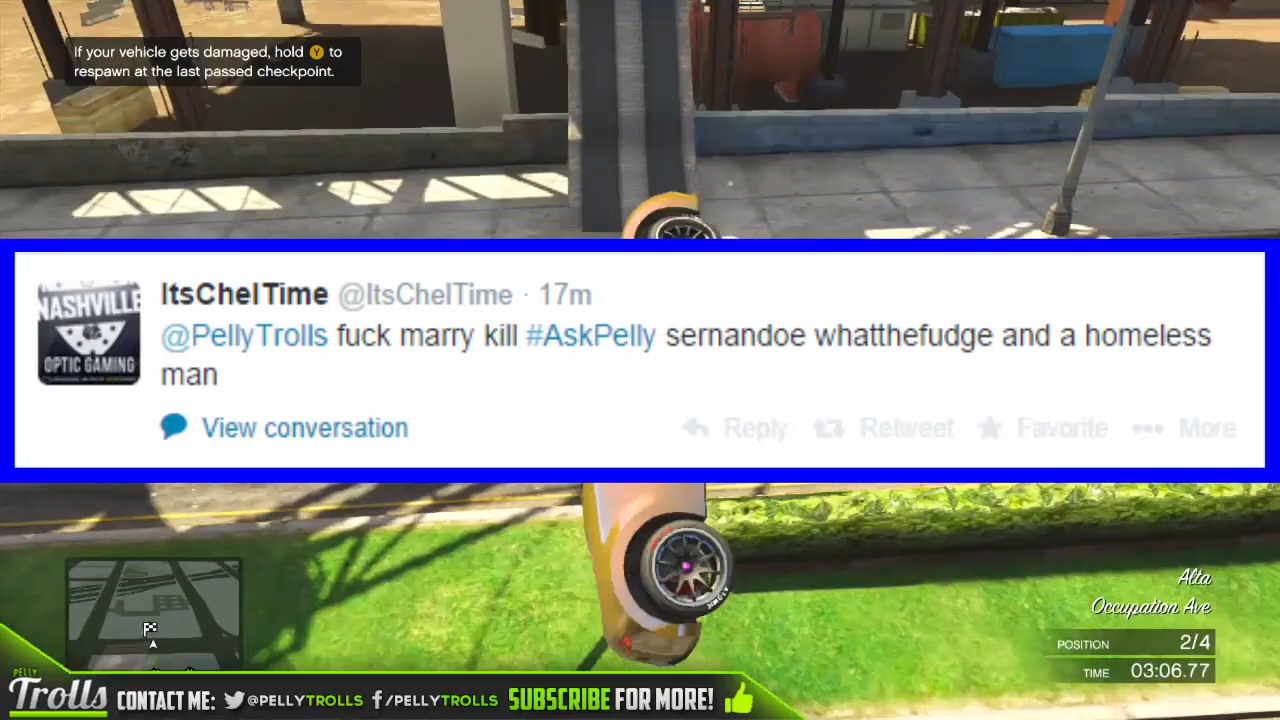 If your vehicle gets damaged, hold Y to
respawn at the last passed checkpoint.
NASHVILLE
OPTIC GAMING
ItsChelTime @ItsChelTime · 17m
@PellyTrolls fuck marry kill #AskPelly sernandoe whatthefudge and a homeless
man
View conversation
Reply Retweet Favorite More
Alta
Occupation Ave
POSITION 2/4
TIME 03:06.77
PELLY
Trolls
CONTACT ME: @PELLYTROLLS f/PELLYTROLLS SUBSCRIBE FOR MORE!